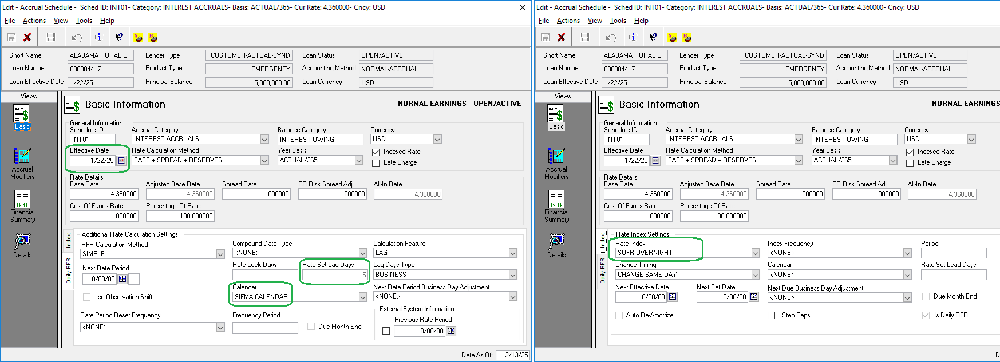 Edit - Accrual Schedule -  Sched ID: INT01- Category: INTEREST ACCRUALS- Basis: ACTUAL/365- Cur Rate: 4.360000- Cncy: USD
File Actions View Tools Help
Short Name ALABAMA RURAL E Lender Type CUSTOMER-ACTUAL-SYND Loan Status OPEN/ACTIVE
Loan Number 000304417 Product Type EMERGENCY Accounting Method NORMAL-ACCRUAL
Loan Effective Date 1/22/25 Principal Balance 5,000,000.00 Loan Currency USD
Views
Basic
Accrual
Modifiers
Financial
Summary
Details
Basic Information NORMAL EARNINGS - OPEN/ACTIVE
General Information
Schedule ID Accrual Category Balance Category Currency
INT01 INTEREST ACCRUALS INTEREST OWING USD
Effective Date Rate Calculation Method Year Basis Indexed Rate
1/22/25 BASE + SPREAD + RESERVES ACTUAL/365 Late Charge
Rate Details
Base Rate Adjusted Base Rate Spread Rate CR Risk Spread Adj All-In Rate
4.360000 4.360000 .000000 .000000 4.360000
Cost-Of-Funds Rate Percentage-Of Rate
.000000 100.000000
Index
Daily RFR
Additional Rate Calculation Settings
RFR Calculation Method Compound Date Type Calculation Feature
SIMPLE <NONE> LAG
Next Rate Period Rate Lock Days Rate Set Lag Days Lag Days Type
0/00/00 5 BUSINESS
Calendar Next Rate Period Business Day Adjustment
Use Observation Shift SIFMA CALENDAR <NONE>
External System Information
Rate Period Reset Frequency Frequency Period Previous Rate Period
<NONE> Due Month End 0/00/00
Data As Of: 2/13/25
Edit - Accrual Schedule -  Sched ID: INT01- Category: INTEREST ACCRUALS- Basis: ACTUAL/365- Cur Rate: 4.360000- Cncy: USD
File Actions View Tools Help
Short Name ALABAMA RURAL E Lender Type CUSTOMER-ACTUAL-SYND Loan Status OPEN/ACTIVE
Loan Number 000304417 Product Type EMERGENCY Accounting Method NORMAL-ACCRUAL
Loan Effective Date 1/22/25 Principal Balance 5,000,000.00 Loan Currency USD
Views
Basic
Accrual
Modifiers
Financial
Summary
Details
Basic Information NORMAL EARNINGS
General Information
Schedule ID Accrual Category Balance Category Currency
INT01 INTEREST ACCRUALS INTEREST OWING USD
Effective Date Rate Calculation Method Year Basis Indexed Rate
1/22/25 BASE + SPREAD + RESERVES ACTUAL/365 Late Charge
Rate Details
Base Rate Adjusted Base Rate Spread Rate CR Risk Spread Adj All-In Rate
4.360000 4.360000 .000000 .000000 4.360000
Cost-Of-Funds Rate Percentage-Of Rate
.000000 100.000000
Index
Daily RFR
Rate Index Settings
Rate Index Index Frequency Period
SOFR OVERNIGHT <NONE>
Change Timing Calendar Rate Set Lead Days
CHANGE SAME DAY <NONE>
Next Effective Date Next Set Date Next Due Business Day Adjustment
0/00/00 0/00/00 <NONE> Due Month End
Auto Re-Amortize Step Caps Is Daily RFR
D